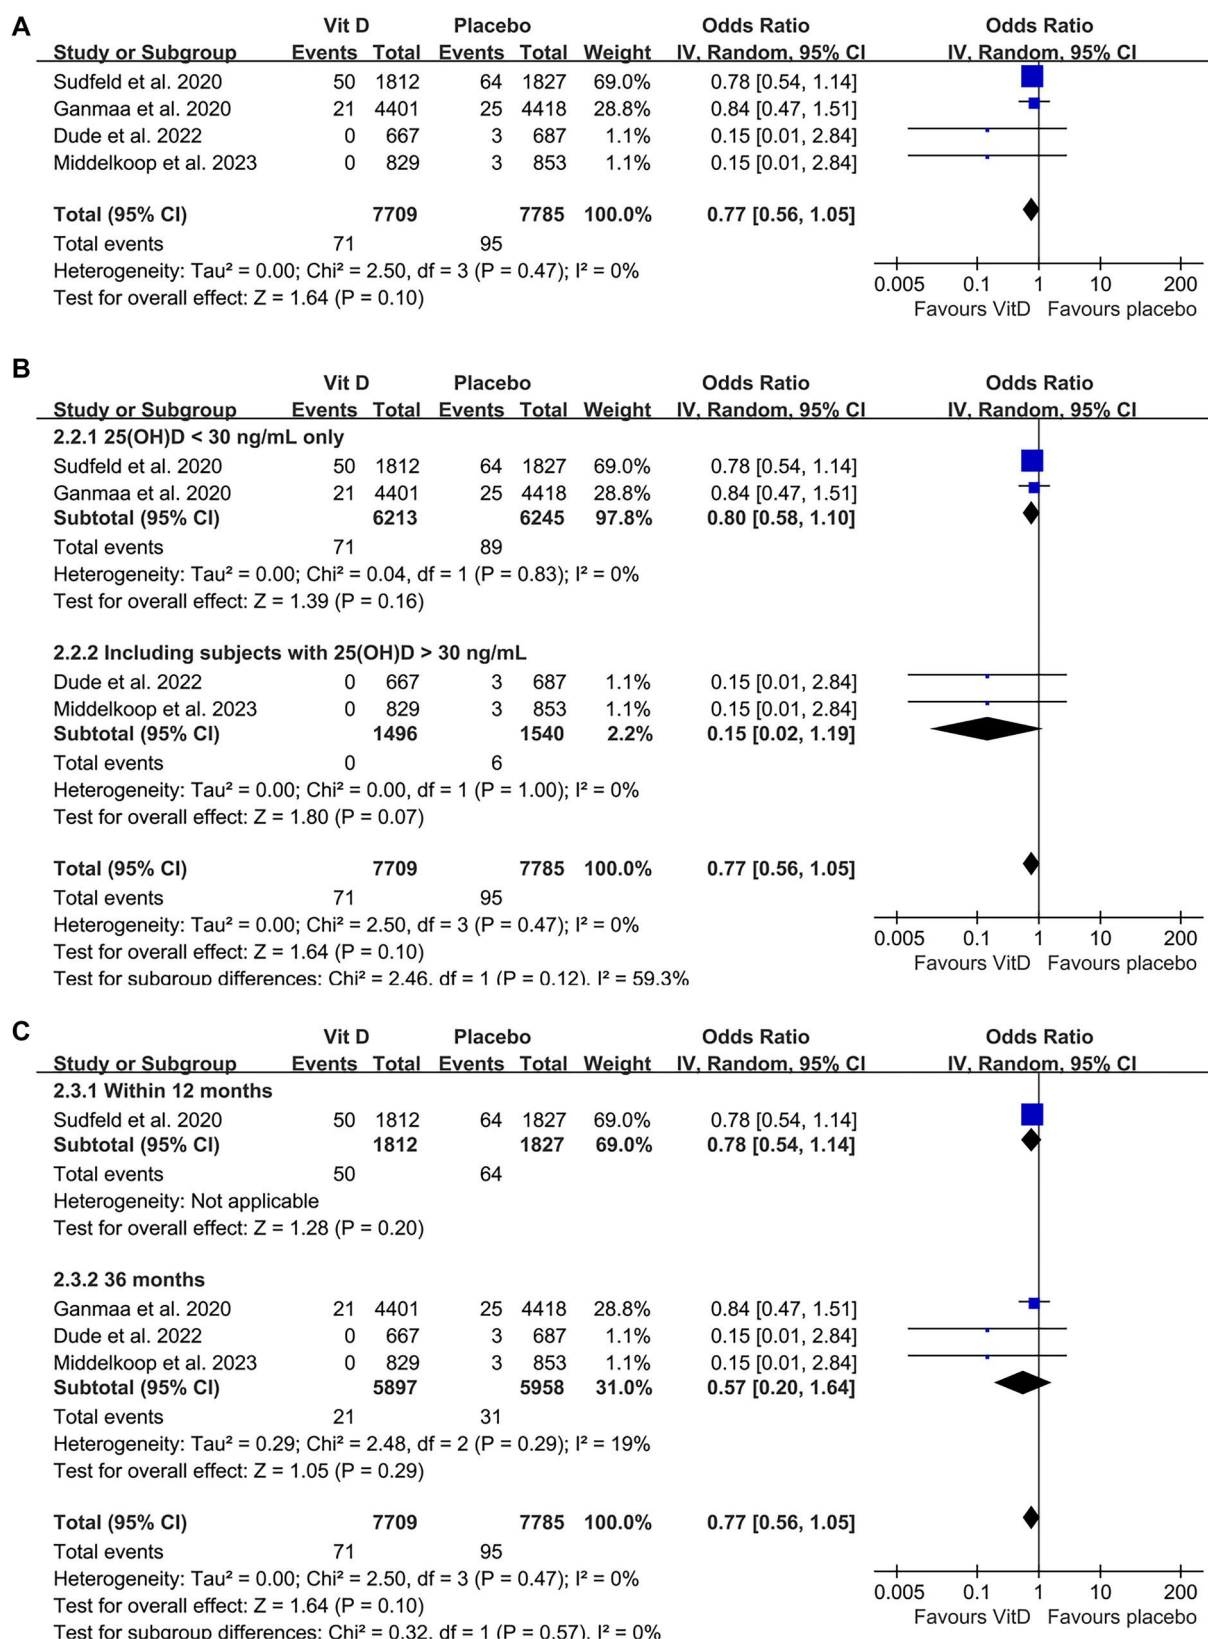 A
Vit D Placebo Odds Ratio Odds Ratio
Study or Subgroup Events Total Events Total Weight IV, Random, 95% CI IV, Random, 95% CI
Sudfeld et al. 2020 50 1812 64 1827 69.0% 0.78 [0.54, 1.14]
Ganmaa et al. 2020 21 4401 25 4418 28.8% 0.84 [0.47, 1.51]
Dude et al. 2022 0 667 3 687 1.1% 0.15 [0.01, 2.84]
Middelkoop et al. 2023 0 829 3 853 1.1% 0.15 [0.01, 2.84]
Total (95% CI) 7709 7785 100.0% 0.77 [0.56, 1.05]
Total events 71 95
Heterogeneity: Tau² = 0.00; Chi² = 2.50, df = 3 (P = 0.47); I² = 0%
Test for overall effect: Z = 1.64 (P = 0.10)
0.005 0.1 1 10 200
Favours VitD Favours placebo
B
Vit D Placebo Odds Ratio Odds Ratio
Study or Subgroup Events Total Events Total Weight IV, Random, 95% CI IV, Random, 95% CI
2.2.1 25(OH)D < 30 ng/mL only
Sudfeld et al. 2020 50 1812 64 1827 69.0% 0.78 [0.54, 1.14]
Ganmaa et al. 2020 21 4401 25 4418 28.8% 0.84 [0.47, 1.51]
Subtotal (95% CI) 6213 6245 97.8% 0.80 [0.58, 1.10]
Total events 71 89
Heterogeneity: Tau² = 0.00; Chi² = 0.04, df = 1 (P = 0.83); I² = 0%
Test for overall effect: Z = 1.39 (P = 0.16)
2.2.2 Including subjects with 25(OH)D > 30 ng/mL
Dude et al. 2022 0 667 3 687 1.1% 0.15 [0.01, 2.84]
Middelkoop et al. 2023 0 829 3 853 1.1% 0.15 [0.01, 2.84]
Subtotal (95% CI) 1496 1540 2.2% 0.15 [0.02, 1.19]
Total events 0 6
Heterogeneity: Tau² = 0.00; Chi² = 0.00, df = 1 (P = 1.00); I² = 0%
Test for overall effect: Z = 1.80 (P = 0.07)
Total (95% CI) 7709 7785 100.0% 0.77 [0.56, 1.05]
Total events 71 95
Heterogeneity: Tau² = 0.00; Chi² = 2.50, df = 3 (P = 0.47); I² = 0%
Test for overall effect: Z = 1.64 (P = 0.10)
Test for subgroup differences: Chi² = 2.46, df = 1 (P = 0.12), I² = 59.3%
0.005 0.1 1 10 200
Favours VitD Favours placebo
C
Vit D Placebo Odds Ratio Odds Ratio
Study or Subgroup Events Total Events Total Weight IV, Random, 95% CI IV, Random, 95% CI
2.3.1 Within 12 months
Sudfeld et al. 2020 50 1812 64 1827 69.0% 0.78 [0.54, 1.14]
Subtotal (95% CI) 1812 1827 69.0% 0.78 [0.54, 1.14]
Total events 50 64
Heterogeneity: Not applicable
Test for overall effect: Z = 1.28 (P = 0.20)
2.3.2 36 months
Ganmaa et al. 2020 21 4401 25 4418 28.8% 0.84 [0.47, 1.51]
Dude et al. 2022 0 667 3 687 1.1% 0.15 [0.01, 2.84]
Middelkoop et al. 2023 0 829 3 853 1.1% 0.15 [0.01, 2.84]
Subtotal (95% CI) 5897 5958 31.0% 0.57 [0.20, 1.64]
Total events 21 31
Heterogeneity: Tau² = 0.29; Chi² = 2.48, df = 2 (P = 0.29); I² = 19%
Test for overall effect: Z = 1.05 (P = 0.29)
Total (95% CI) 7709 7785 100.0% 0.77 [0.56, 1.05]
Total events 71 95
Heterogeneity: Tau² = 0.00; Chi² = 2.50, df = 3 (P = 0.47); I² = 0%
Test for overall effect: Z = 1.64 (P = 0.10)
Test for subgroup differences: Chi² = 0.32, df = 1 (P = 0.57), I² = 0%
0.005 0.1 1 10 200
Favours VitD Favours placebo